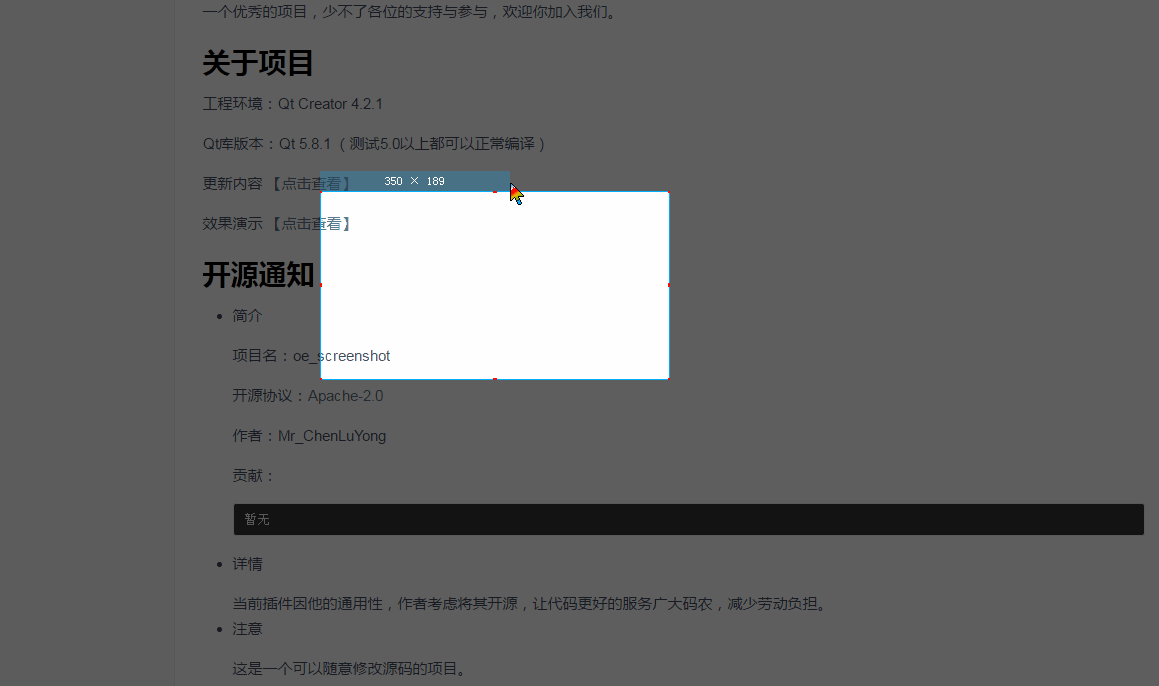 一个优秀的项目，少不了各位的支持与参与，欢迎你加入我们。
关于项目
工程环境：Qt Creator 4.2.1
Qt库版本：Qt 5.8.1（测试5.0以上都可以正常编译）
350 × 189
更新内容 【点击查看】
效果演示 【点击查看】
开源通知
简介
项目名：oe_screenshot
开源协议：Apache-2.0
作者：Mr_ChenLuYong
贡献：
暂无
详情
当前插件因他的通用性，作者考虑将其开源，让代码更好的服务广大码农，减少劳动负担。
注意
这是一个可以随意修改源码的项目。